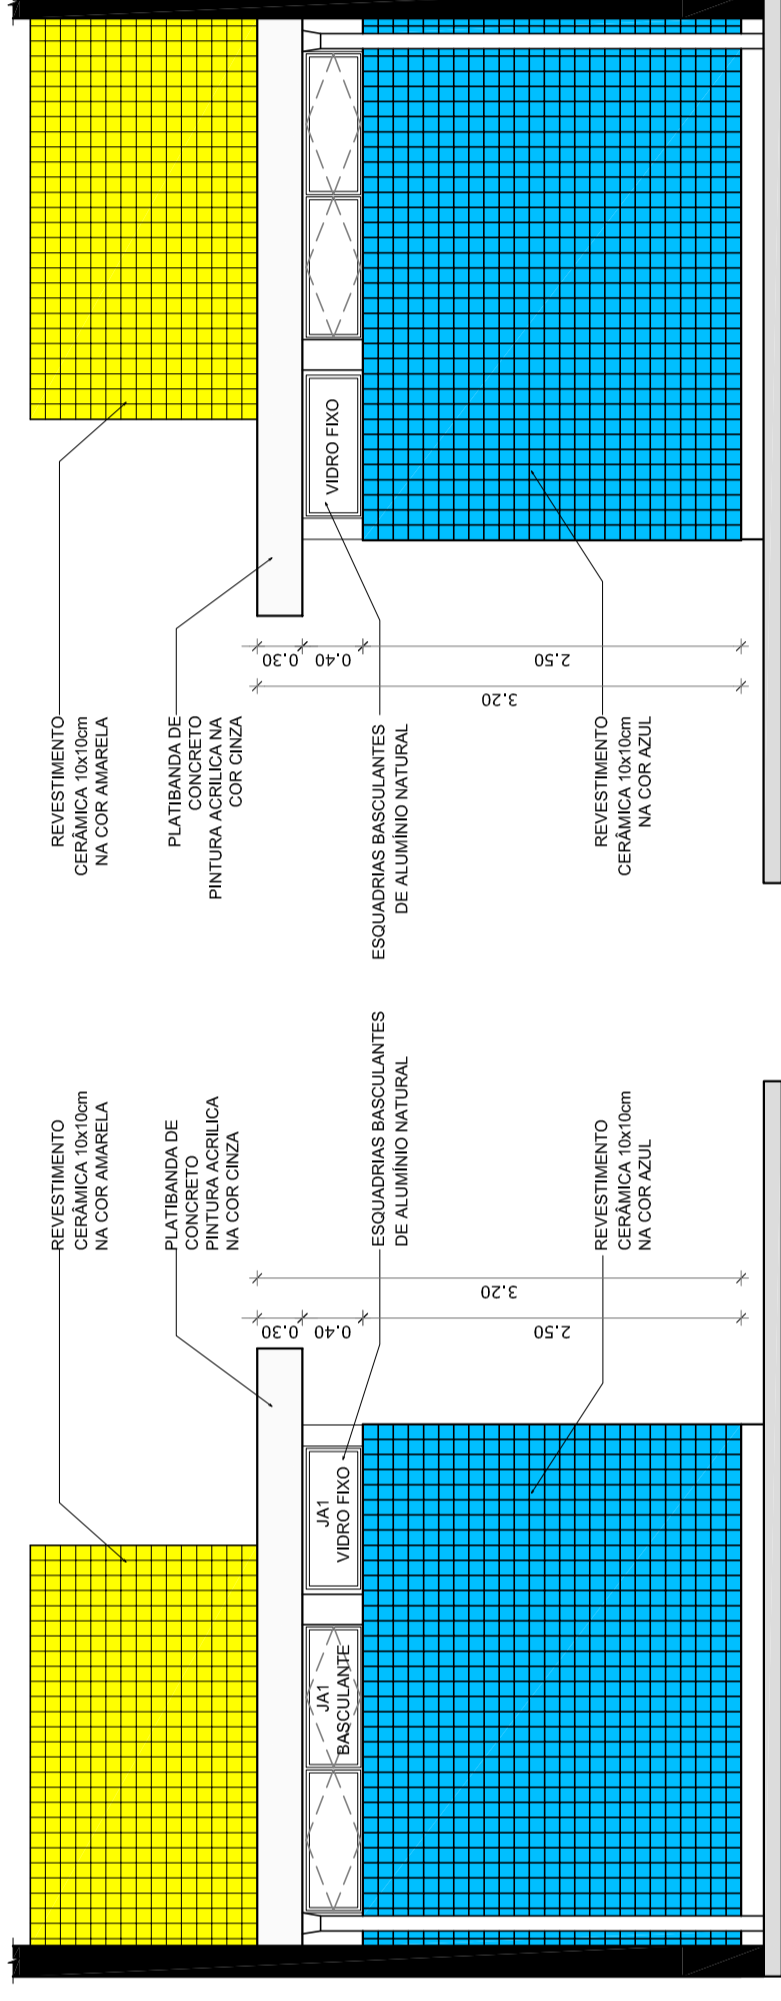 REVESTIMENTO
CERÂMICA 10x10cm
NA COR AMARELA
PLATIBANDA DE
CONCRETO
PINTURA ACRILICA
NA COR CINZA
ESQUADRIAS BASCULANTES
DE ALUMÍNIO NATURAL
REVESTIMENTO
CERÂMICA 10x10cm
NA COR AZUL
JA1
BASCULANTE
JA1
VIDRO FIXO
0.30
0.40
2.50
3.20
REVESTIMENTO
CERÂMICA 10x10cm
NA COR AMARELA
PLATIBANDA DE
CONCRETO
PINTURA ACRILICA NA
COR CINZA
ESQUADRIAS BASCULANTES
DE ALUMÍNIO NATURAL
REVESTIMENTO
CERÂMICA 10x10cm
NA COR AZUL
VIDRO FIXO
0.30
0.40
2.50
3.20